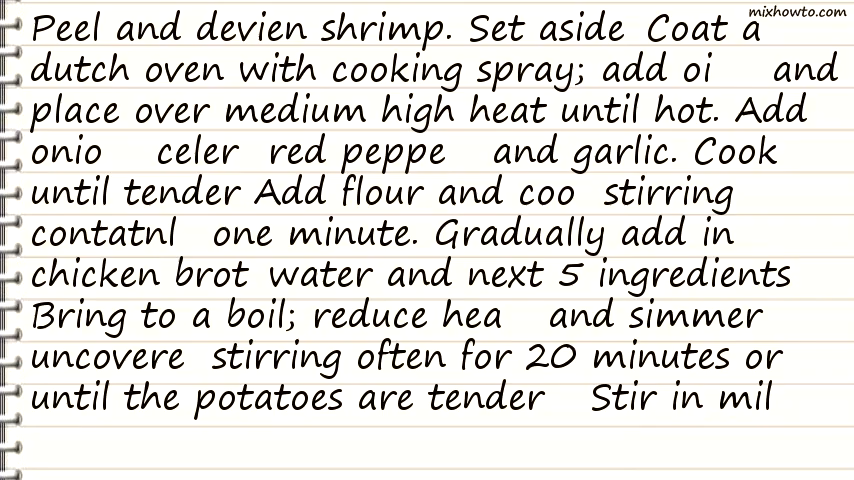 mixhowto.com
Peel and devien shrimp. Set aside Coat a
dutch oven with cooking spray; add oi and
place over medium high heat until hot. Add
onio celer red peppe and garlic. Cook
until tender Add flour and coo stirring
contatnl one minute. Gradually add in
chicken brot water and next 5 ingredients
Bring to a boil; reduce hea and simmer
uncovere stirring often for 20 minutes or
until the potatoes are tender Stir in mil